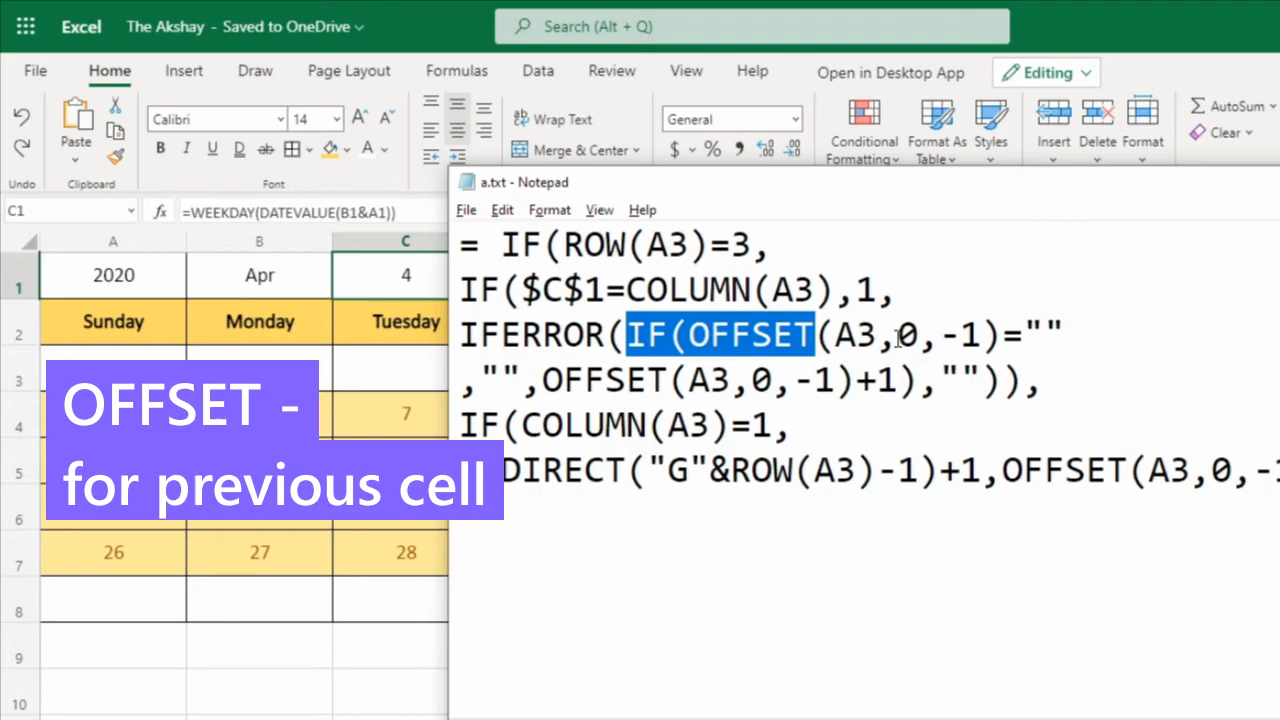 Excel The Akshay - Saved to OneDrive Search (Alt + Q)
File Home Insert Draw Page Layout Formulas Data Review View Help Open in Desktop App Editing
Paste Calibri 14 B I U D ab A Wrap Text Merge & Center General $ % Conditional Formatting Format As Table Styles Insert Delete Format AutoSum Clear
Undo Clipboard Font
C1 fx =WEEKDAY(DATEVALUE(B1&A1))
A B C
1 2020 Apr 4
2 Sunday Monday Tuesday
3
4 7
5
6
7 26 27 28
8
9
10
a.txt - Notepad
File Edit Format View Help
= IF(ROW(A3)=3,
IF($C$1=COLUMN(A3),1,
IFERROR(IF(OFFSET(A3,0,-1)=""
,"",OFFSET(A3,0,-1)+1),"")),
IF(COLUMN(A3)=1,
DIRECT("G"&ROW(A3)-1)+1,OFFSET(A3,0,-1
OFFSET -
for previous cell